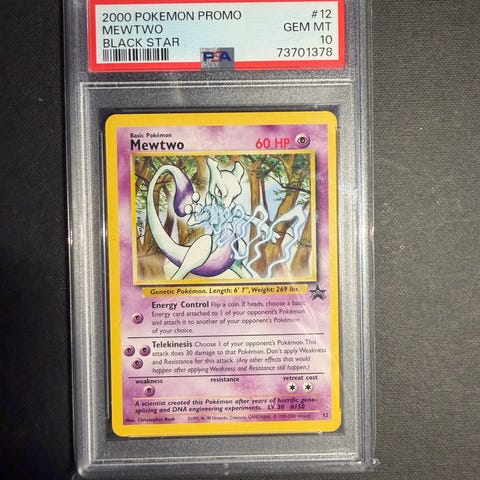 2000 POKEMON PROMO #12
MEWTWO GEM MT
BLACK STAR 10
PSA 73701378
Basic Pokémon
Mewtwo 60 HP
Genetic Pokémon. Length: 6' 7", Weight: 269 lbs.
Energy Control Flip a coin. If heads, choose a basic
Energy card attached to 1 of your opponent's Pokémon
and attach it to another of your opponent's Pokémon
of your choice.
Telekinesis Choose 1 of your opponent's Pokémon. This
attack does 30 damage to that Pokémon. Don't apply Weakness
and Resistance for this attack. (Any other effects that would
happen after applying Weakness and Resistance still happen.)
weakness resistance retreat cost
A scientist created this Pokémon after years of horrific gene-
splicing and DNA engineering experiments. LV. 30 #150
Illus. Christopher Rush 12